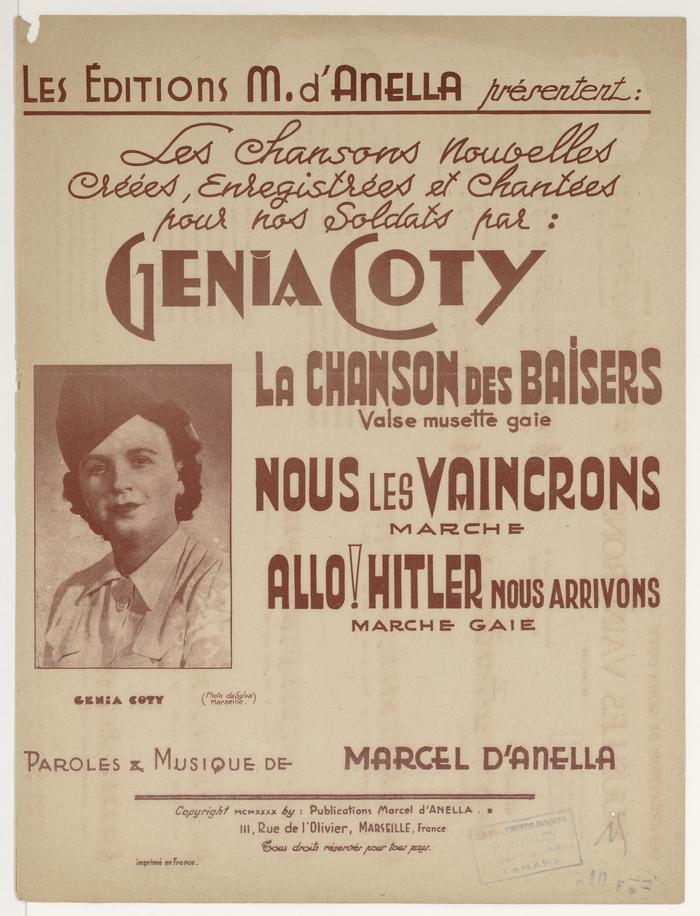 LES ÉDITIONS M. d'ANELLA présentent :
Les Chansons Nouvelles
Créées, Enregistrées et Chantées
pour nos Soldats par :
GENIA COTY
LA CHANSON DES BAISERS
Valse musette gaie
NOUS LES VAINCRONS
MARCHE
ALLO! HITLER NOUS ARRIVONS
MARCHE GAIE
GENIA COTY
(Photo da Sylva
Marseille.)
PAROLES & MUSIQUE DE MARCEL D'ANELLA
Copyright MCMXXXX by : Publications Marcel d'ANELLA.
111, Rue de l'Olivier, MARSEILLE, France
Tous droits réservés pour tous pays.
imprimé en France.
TARARE
10 F